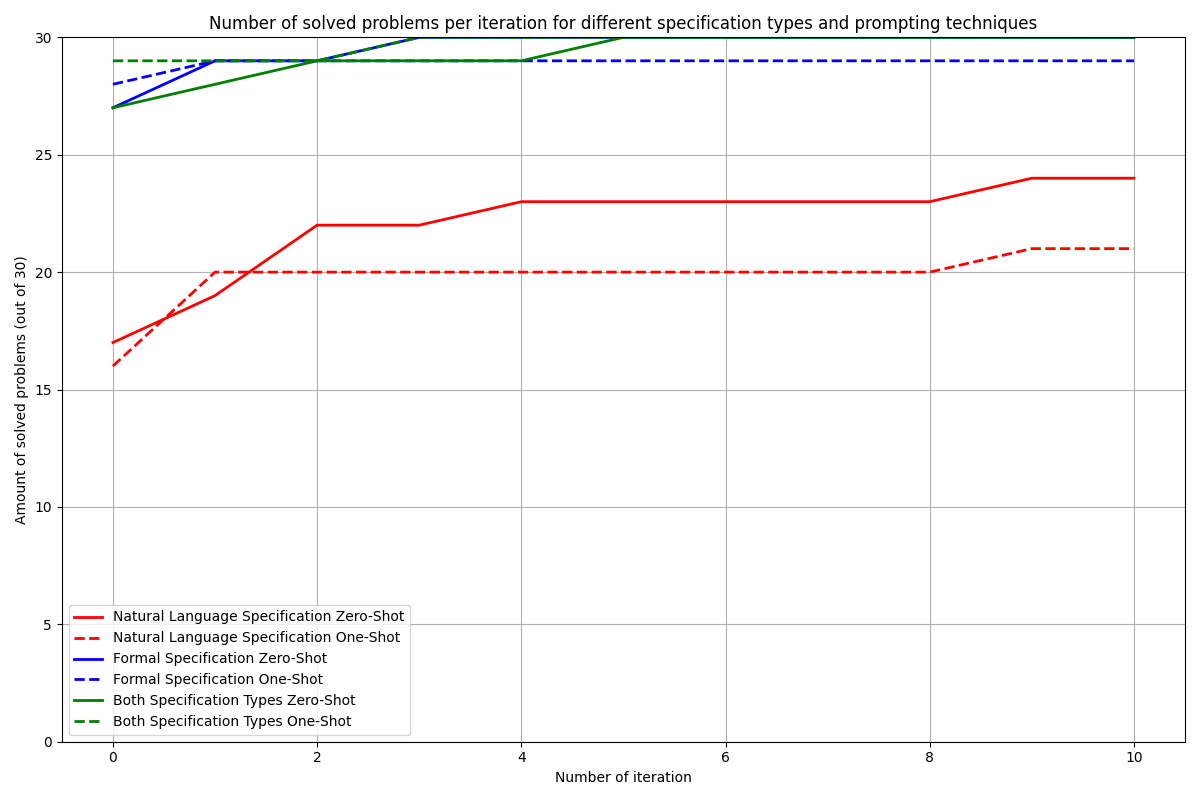 Number of solved problems per iteration for different specification types and prompting techniques
30
25
20
15
10
5
0
Amount of solved problems (out of 30)
Natural Language Specification Zero-Shot
Natural Language Specification One-Shot
Formal Specification Zero-Shot
Formal Specification One-Shot
Both Specification Types Zero-Shot
Both Specification Types One-Shot
0 2 4 6 8 10
Number of iteration